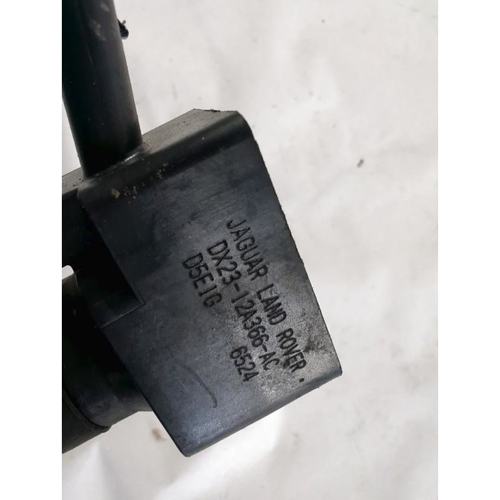 JAGUAR LAND ROVER.
DX23-12A366-AC
D5E1G 6524